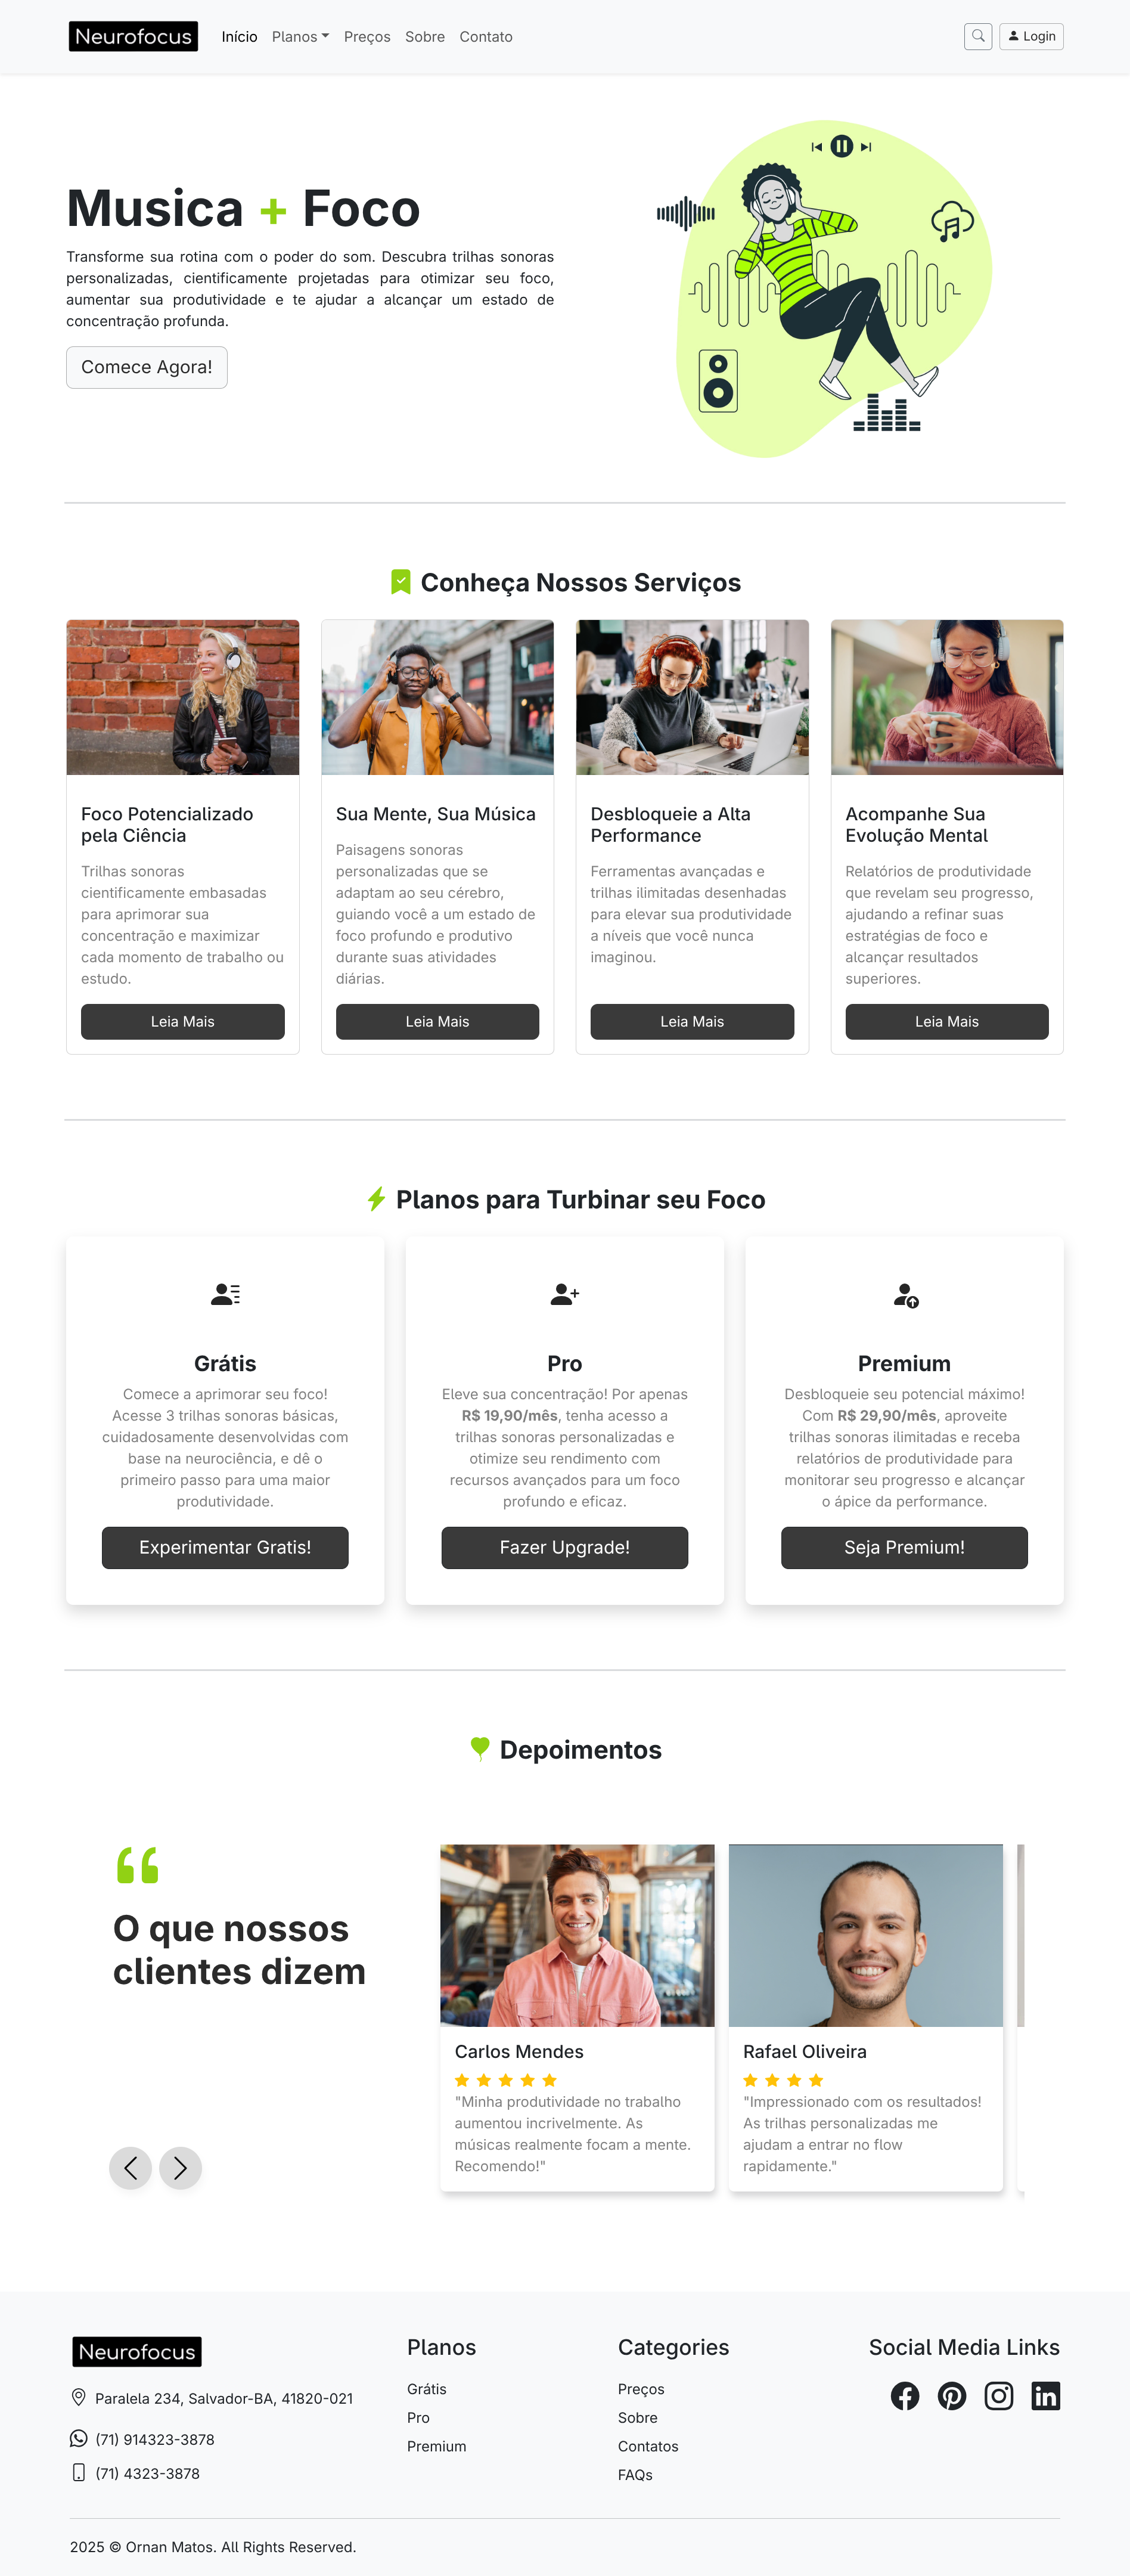 Neurofocus
Início Planos Preços Sobre Contato
Login
Musica + Foco
Transforme sua rotina com o poder do som. Descubra trilhas sonoras
personalizadas, cientificamente projetadas para otimizar seu foco,
aumentar sua produtividade e te ajudar a alcançar um estado de
concentração profunda.
Comece Agora!
Conheça Nossos Serviços
Foco Potencializado
pela Ciência
Trilhas sonoras
cientificamente embasadas
para aprimorar sua
concentração e maximizar
cada momento de trabalho ou
estudo.
Leia Mais
Sua Mente, Sua Música
Paisagens sonoras
personalizadas que se
adaptam ao seu cérebro,
guiando você a um estado de
foco profundo e produtivo
durante suas atividades
diárias.
Leia Mais
Desbloqueie a Alta
Performance
Ferramentas avançadas e
trilhas ilimitadas desenhadas
para elevar sua produtividade
a níveis que você nunca
imaginou.
Leia Mais
Acompanhe Sua
Evolução Mental
Relatórios de produtividade
que revelam seu progresso,
ajudando a refinar suas
estratégias de foco e
alcançar resultados
superiores.
Leia Mais
Planos para Turbinar seu Foco
Grátis
Comece a aprimorar seu foco!
Acesse 3 trilhas sonoras básicas,
cuidadosamente desenvolvidas com
base na neurociência, e dê o
primeiro passo para uma maior
produtividade.
Experimentar Gratis!
Pro
Eleve sua concentração! Por apenas
R$ 19,90/mês, tenha acesso a
trilhas sonoras personalizadas e
otimize seu rendimento com
recursos avançados para um foco
profundo e eficaz.
Fazer Upgrade!
Premium
Desbloqueie seu potencial máximo!
Com R$ 29,90/mês, aproveite
trilhas sonoras ilimitadas e receba
relatórios de produtividade para
monitorar seu progresso e alcançar
o ápice da performance.
Seja Premium!
Depoimentos
O que nossos
clientes dizem
Carlos Mendes
"Minha produtividade no trabalho
aumentou incrivelmente. As
músicas realmente focam a mente.
Recomendo!"
Rafael Oliveira
"Impressionado com os resultados!
As trilhas personalizadas me
ajudam a entrar no flow
rapidamente."
Neurofocus
Paralela 234, Salvador-BA, 41820-021
(71) 914323-3878
(71) 4323-3878
Planos
Grátis
Pro
Premium
Categories
Preços
Sobre
Contatos
FAQs
Social Media Links
2025 © Ornan Matos. All Rights Reserved.